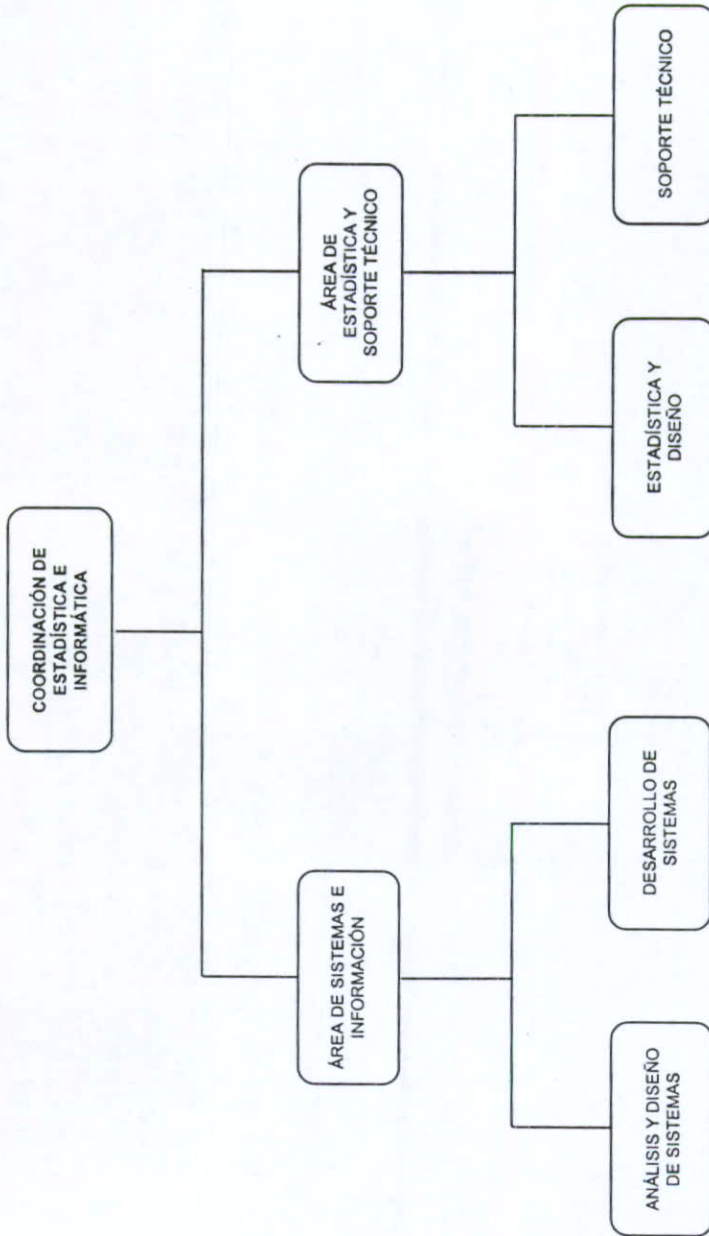 COORDINACIÓN DE
ESTADÍSTICA E
INFORMÁTICA
ÁREA DE SISTEMAS E
INFORMACIÓN
ÁREA DE
ESTADÍSTICA Y
SOPORTE TÉCNICO
ANÁLISIS Y DISEÑO
DE SISTEMAS
DESARROLLO DE
SISTEMAS
ESTADÍSTICA Y
DISEÑO
SOPORTE TÉCNICO